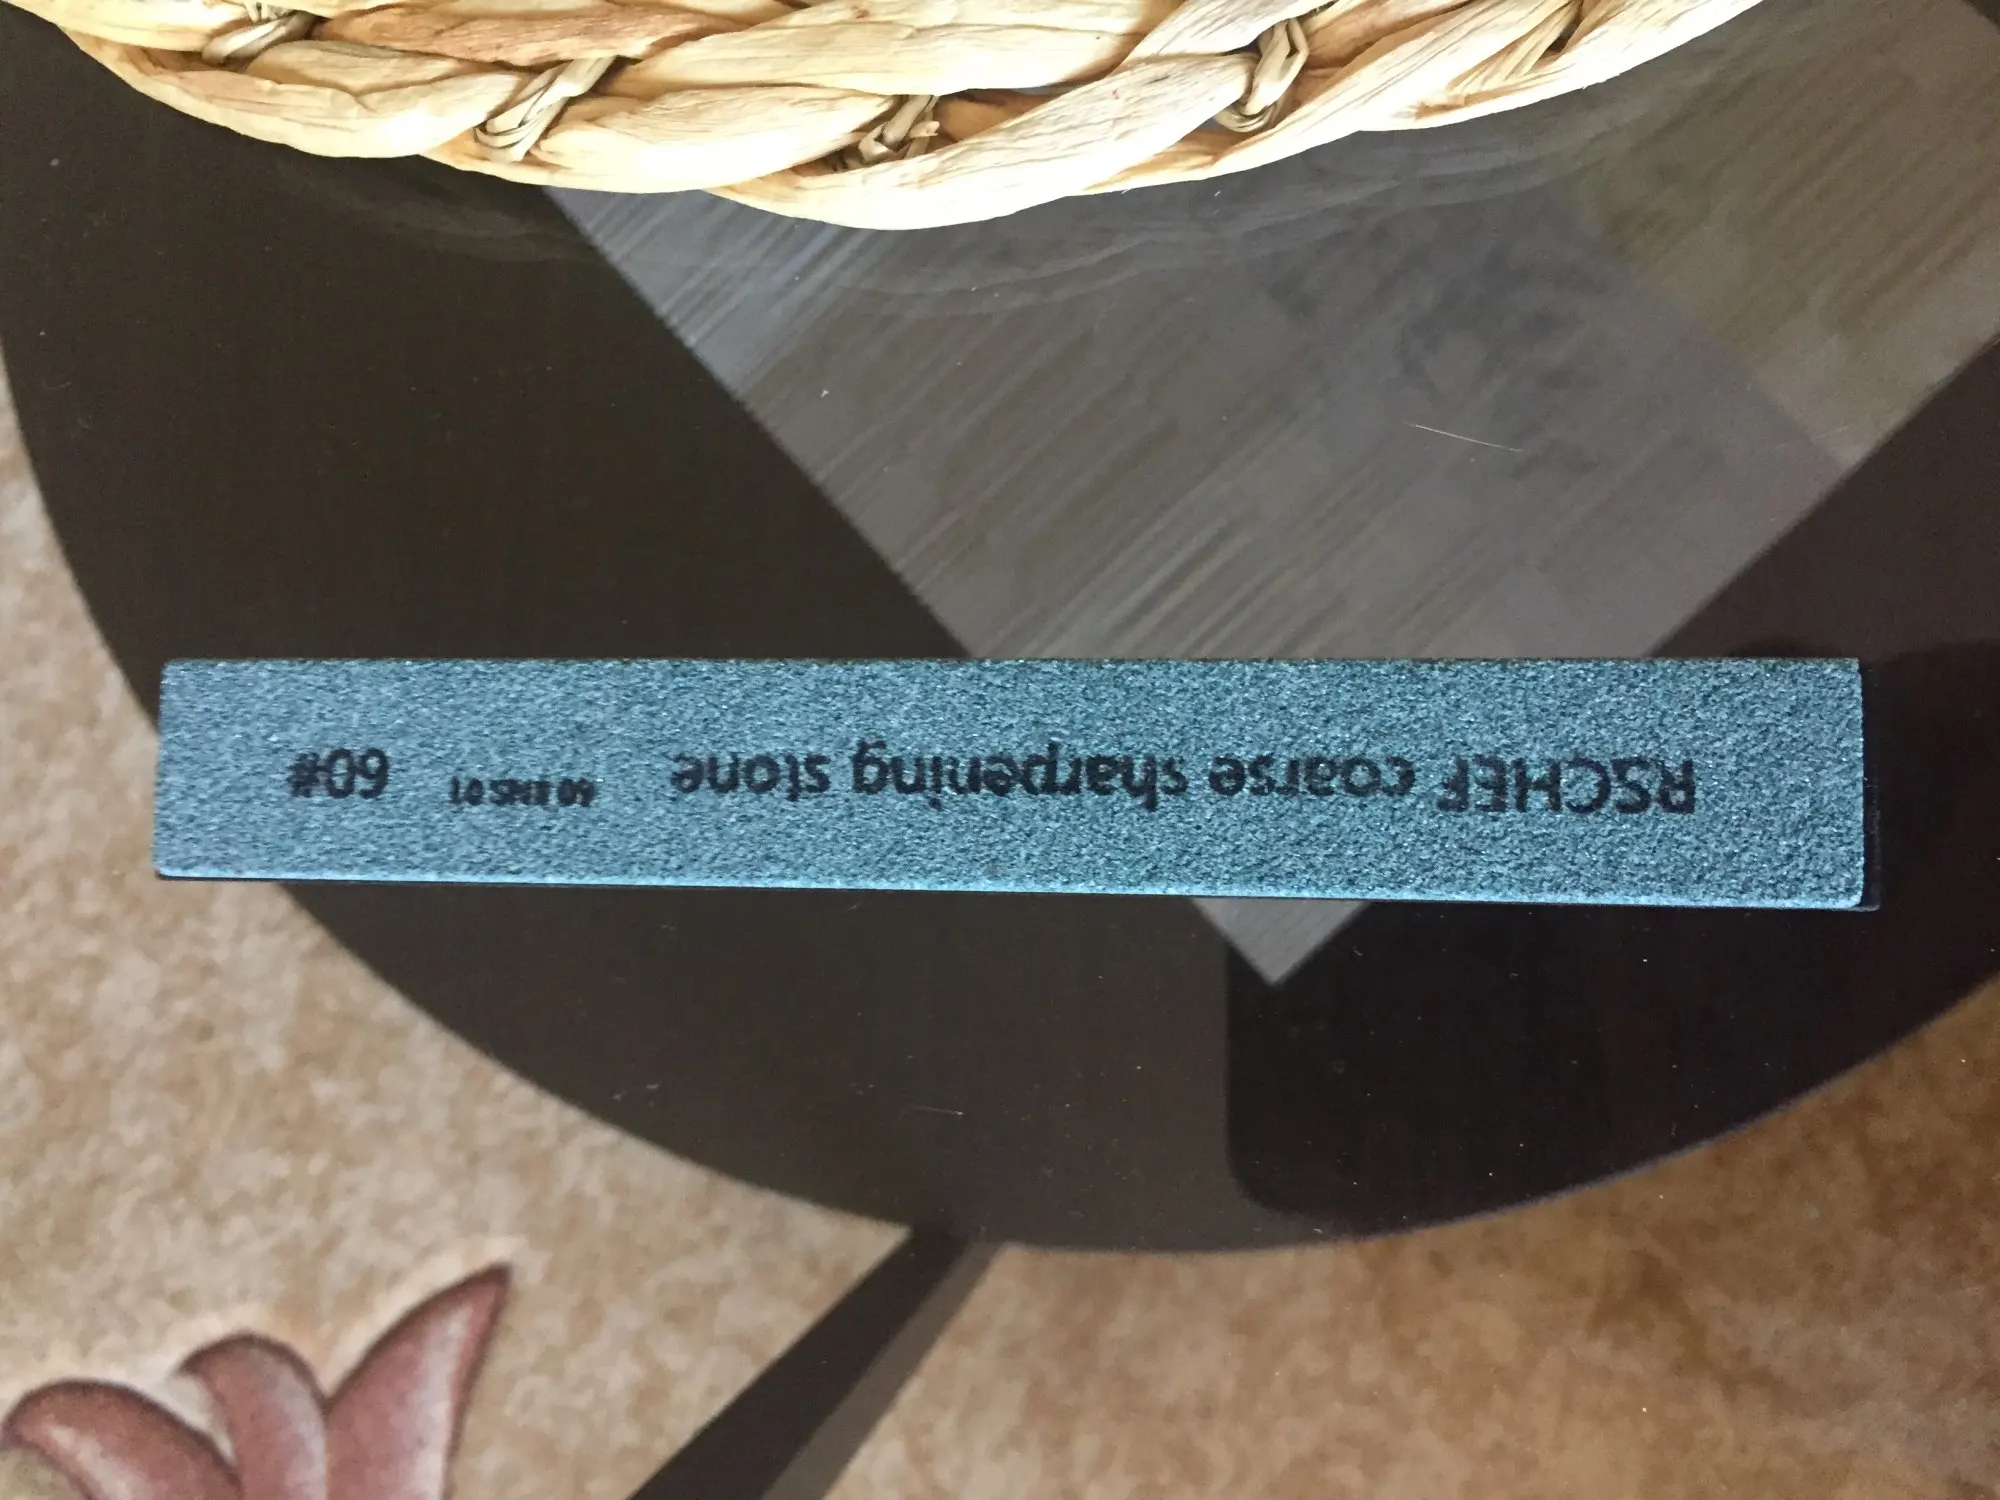 RSCHEF coarse sharpening stone 60#